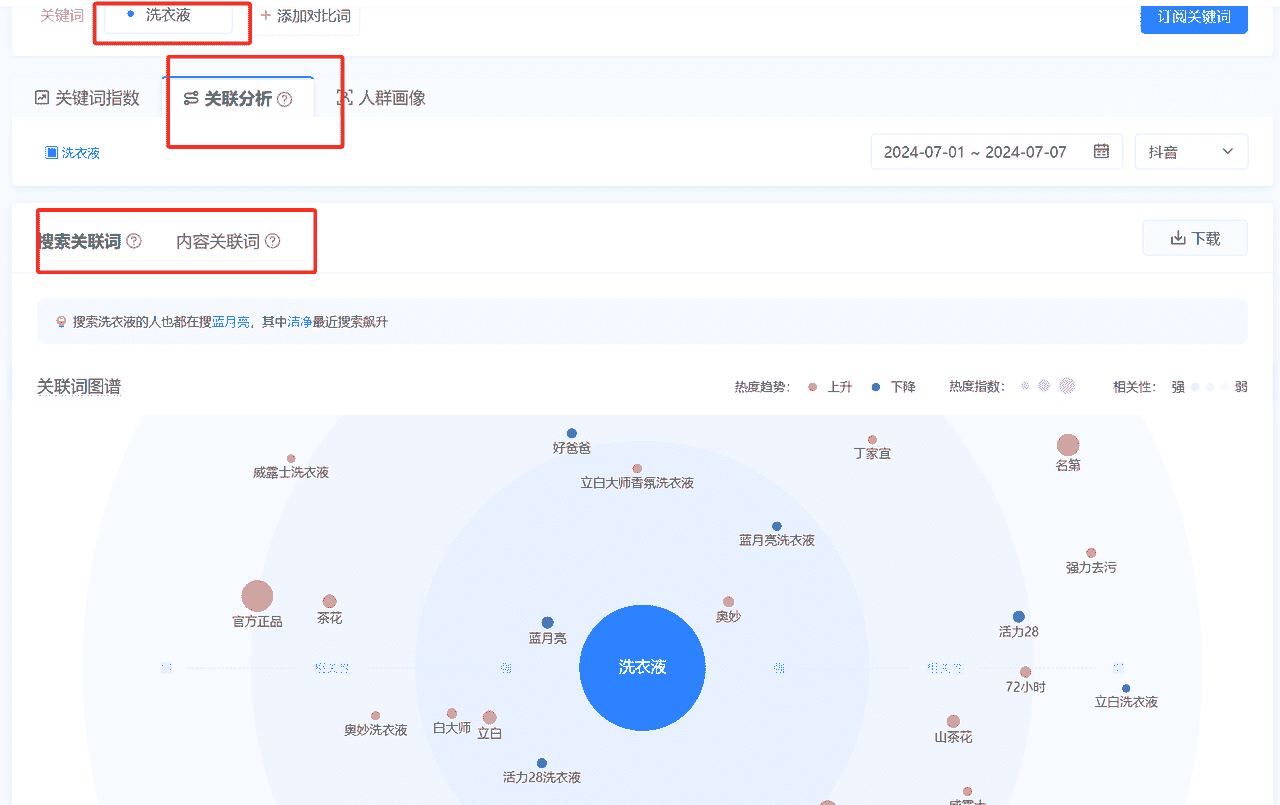 关键词 洗衣液 + 添加对比词 订阅关键词
关键词指数 关联分析 人群画像
洗衣液 2024-07-01 ~ 2024-07-07 抖音
搜索关联词 内容关联词 下载
搜索洗衣液的人也都在搜蓝月亮，其中洁净最近搜索飙升
关联词图谱 热度趋势： 上升 下降 热度指数： 相关性： 强 弱
好爸爸
丁家宜
名第
威露士洗衣液
立白大师香氛洗衣液
蓝月亮洗衣液
强力去污
官方正品
茶花
奥妙
蓝月亮
活力28
洗衣液
相关性 相关性
72小时
立白洗衣液
奥妙洗衣液
白大师
立白
山茶花
活力28洗衣液
威露士